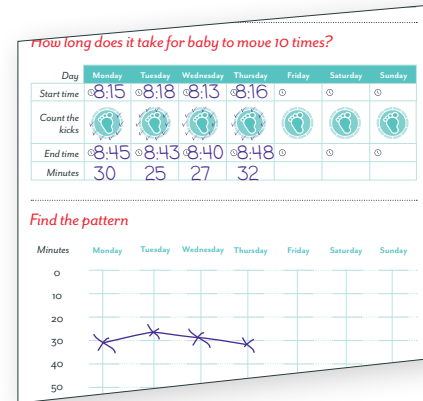 How long does it take for baby to move 10 times?
Day Monday Tuesday Wednesday Thursday Friday Saturday Sunday
Start time 8:15 8:18 8:13 8:16
Count the
kicks
End time 8:45 8:43 8:40 8:48
Minutes 30 25 27 32
Find the pattern
Minutes Monday Tuesday Wednesday Thursday Friday Saturday Sunday
0
10
20
30
40
50